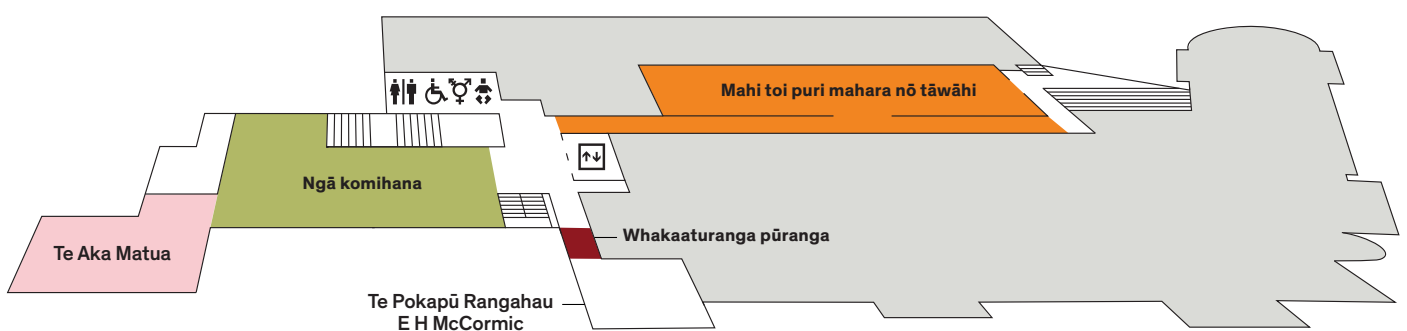 Mahi toi puri mahara nō tāwāhi
Ngā komihana
Whakaaturanga pūranga
Te Aka Matua
Te Pokapū Rangahau
E H McCormic